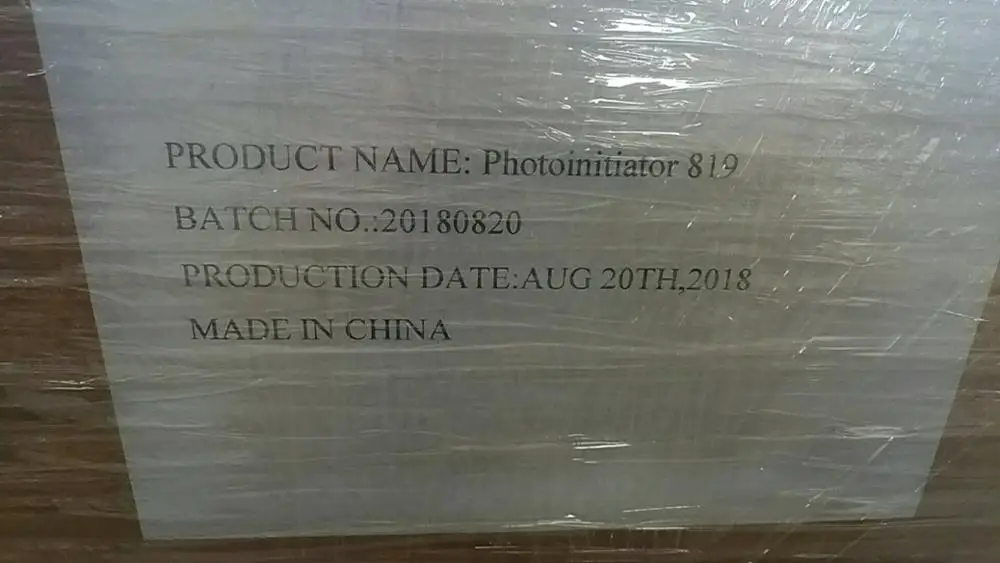 PRODUCT NAME: Photoinitiator 819
BATCH NO.:20180820
PRODUCTION DATE:AUG 20TH,2018
MADE IN CHINA